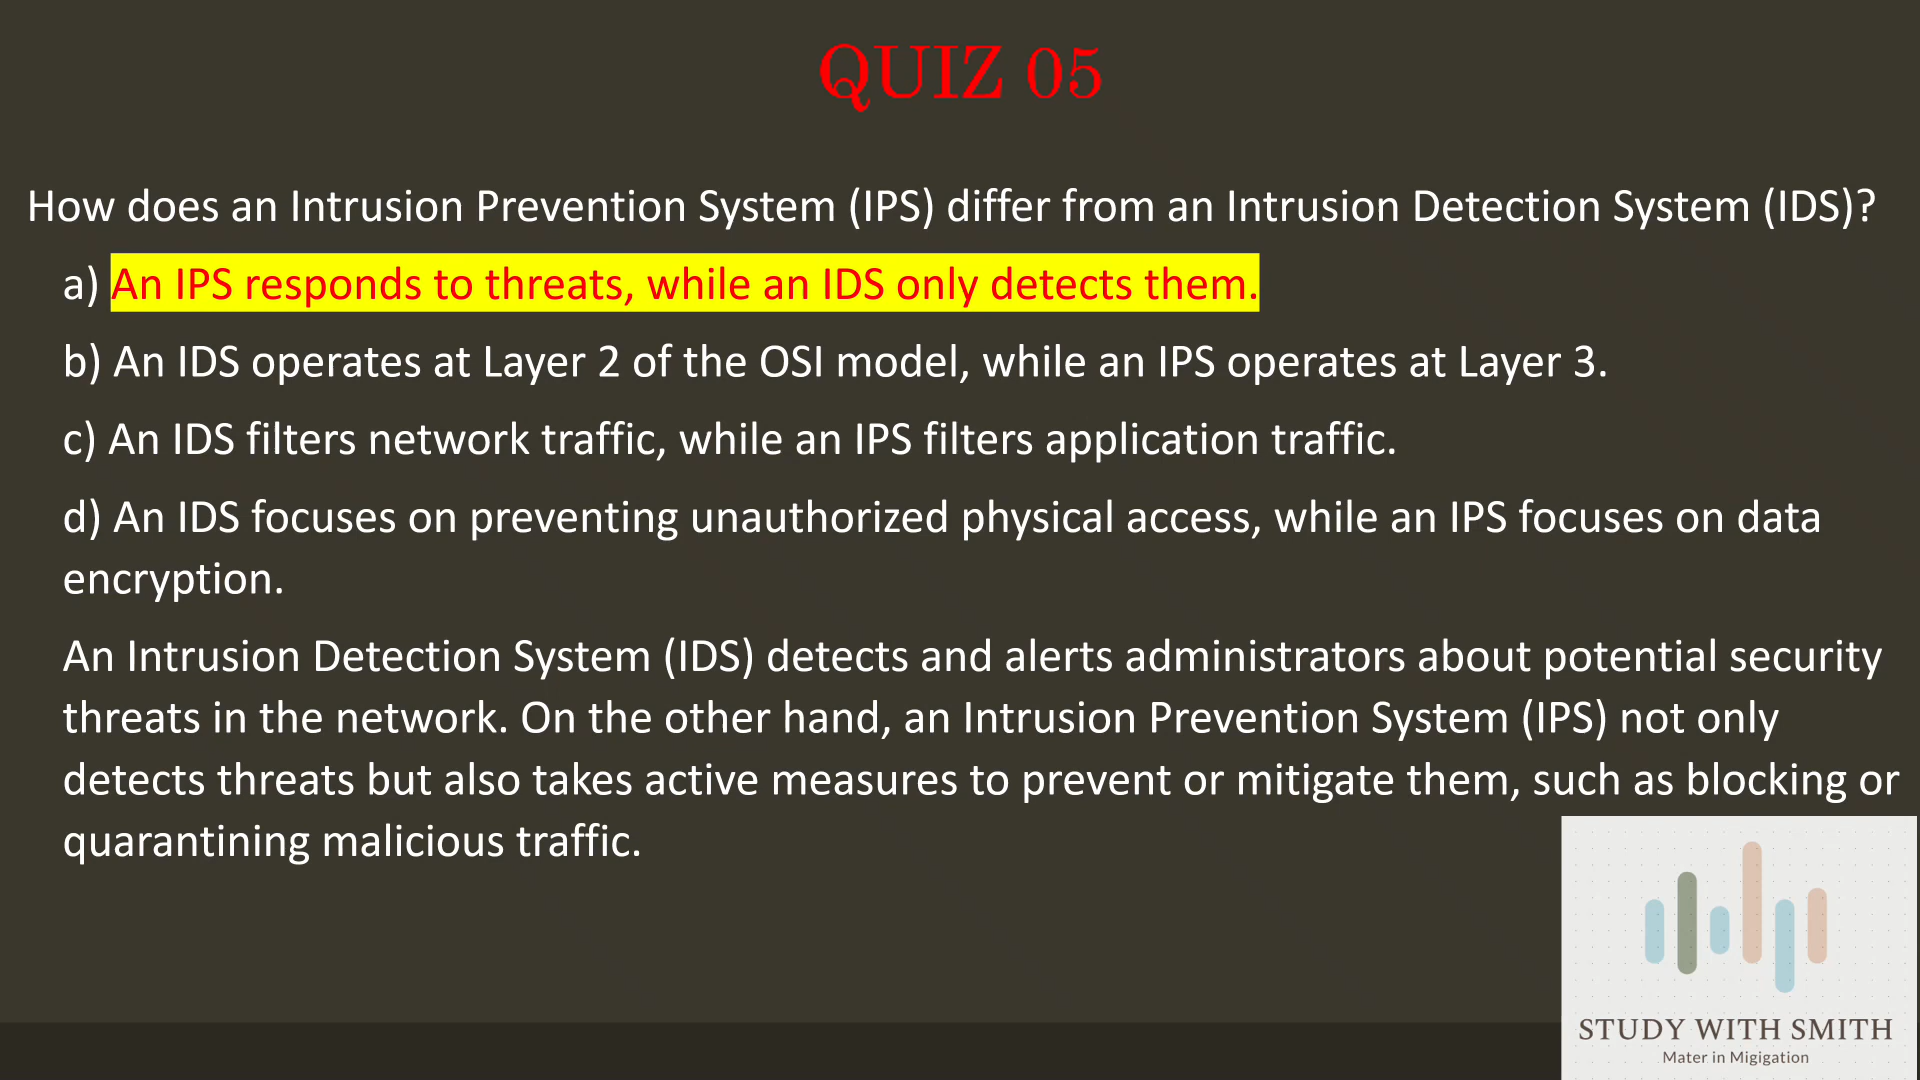 QUIZ 05
How does an Intrusion Prevention System (IPS) differ from an Intrusion Detection System (IDS)?
a) An IPS responds to threats, while an IDS only detects them.
b) An IDS operates at Layer 2 of the OSI model, while an IPS operates at Layer 3.
c) An IDS filters network traffic, while an IPS filters application traffic.
d) An IDS focuses on preventing unauthorized physical access, while an IPS focuses on data
encryption.
An Intrusion Detection System (IDS) detects and alerts administrators about potential security
threats in the network. On the other hand, an Intrusion Prevention System (IPS) not only
detects threats but also takes active measures to prevent or mitigate them, such as blocking or
quarantining malicious traffic.
STUDY WITH SMITH
Mater in Migigation